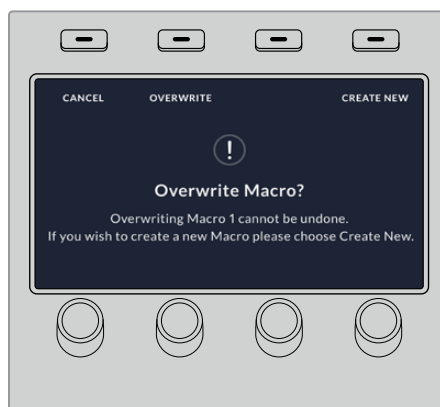 CANCEL OVERWRITE CREATE NEW
!
Overwrite Macro?
Overwriting Macro 1 cannot be undone.
If you wish to create a new Macro please choose Create New.